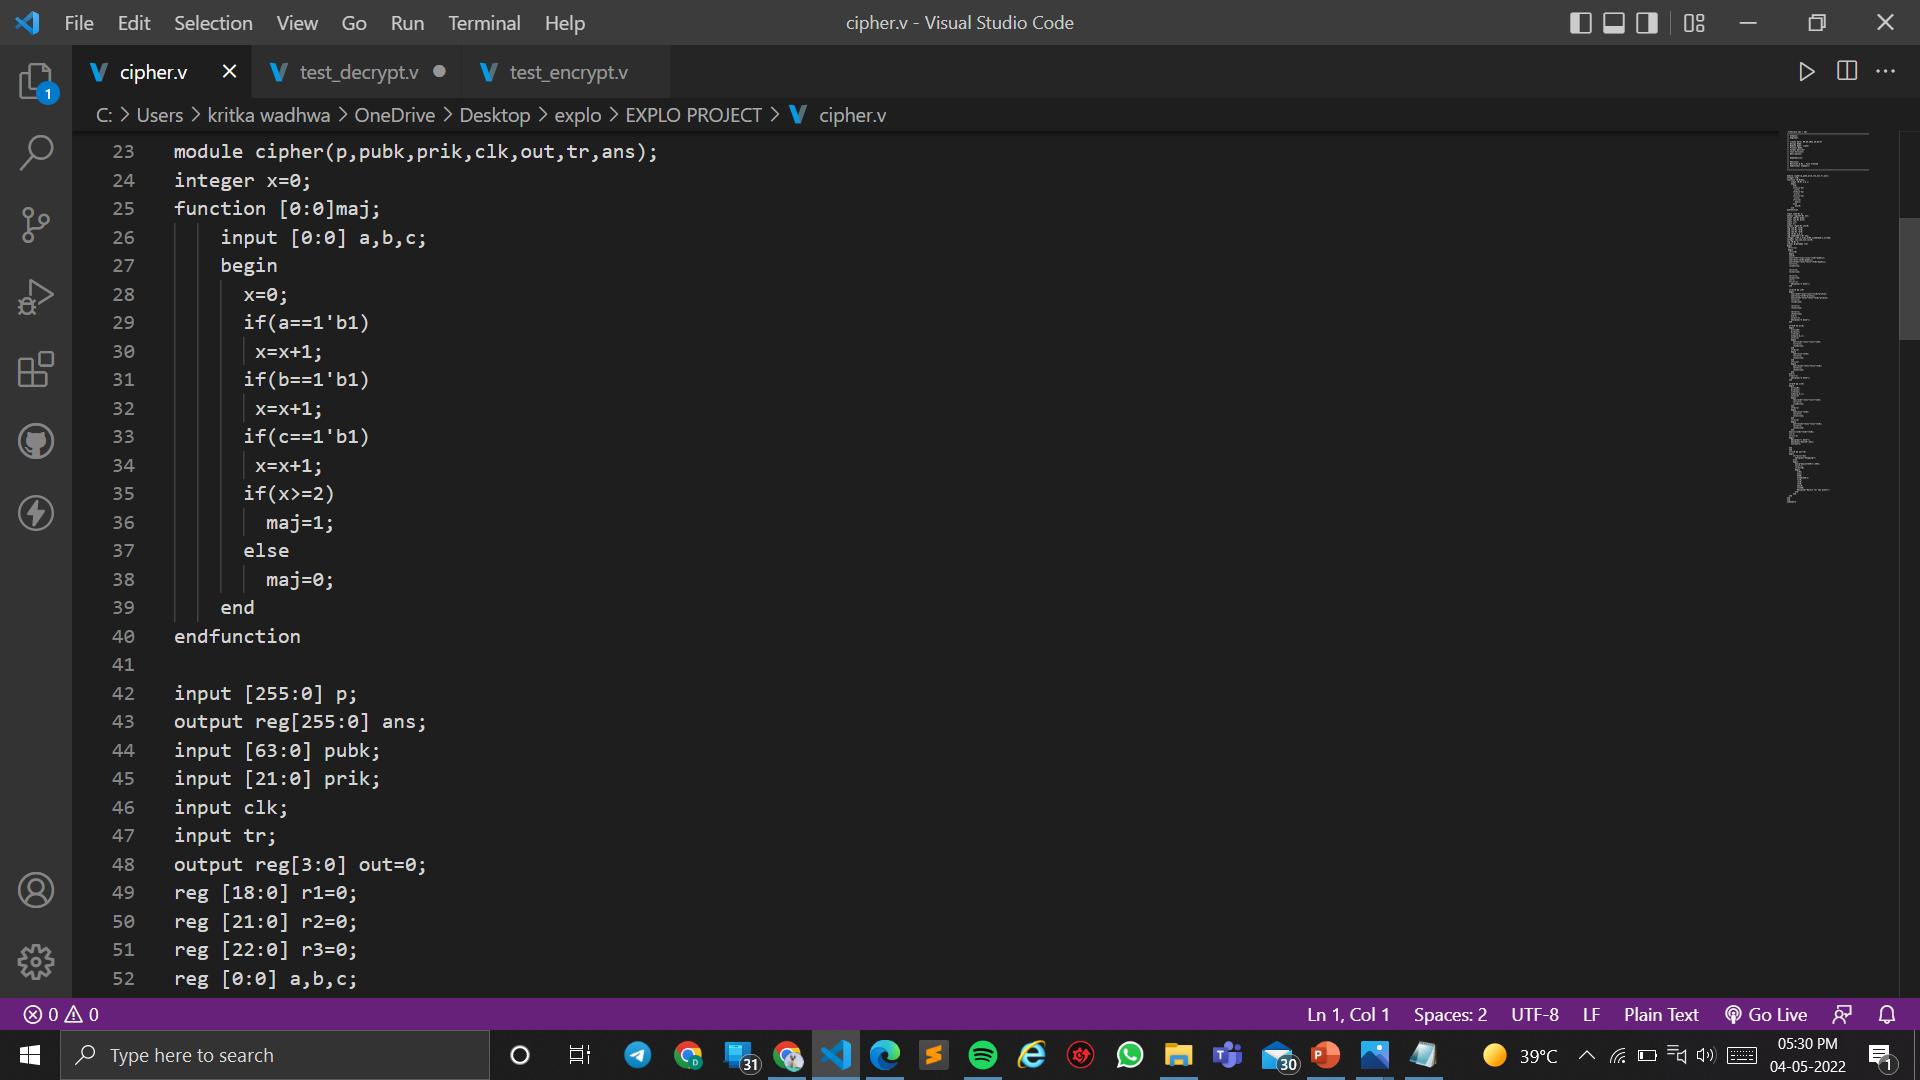 File Edit Selection View Go Run Terminal Help
cipher.v - Visual Studio Code
cipher.v
test_decrypt.v
test_encrypt.v
1
C: > Users > kritka wadhwa > OneDrive > Desktop > explo > EXPLO PROJECT > cipher.v
23 module cipher(p,pubk,prik,clk,out,tr,ans);
24 integer x=0;
25 function [0:0]maj;
26 input [0:0] a,b,c;
27 begin
28 x=0;
29 if(a==1'b1)
30 x=x+1;
31 if(b==1'b1)
32 x=x+1;
33 if(c==1'b1)
34 x=x+1;
35 if(x>=2)
36 maj=1;
37 else
38 maj=0;
39 end
40 endfunction
41
42 input [255:0] p;
43 output reg[255:0] ans;
44 input [63:0] pubk;
45 input [21:0] prik;
46 input clk;
47 input tr;
48 output reg[3:0] out=0;
49 reg [18:0] r1=0;
50 reg [21:0] r2=0;
51 reg [22:0] r3=0;
52 reg [0:0] a,b,c;
0 0
Ln 1, Col 1 Spaces: 2 UTF-8 LF Plain Text Go Live
Type here to search
31
30
39°C
05:30 PM
04-05-2022
1